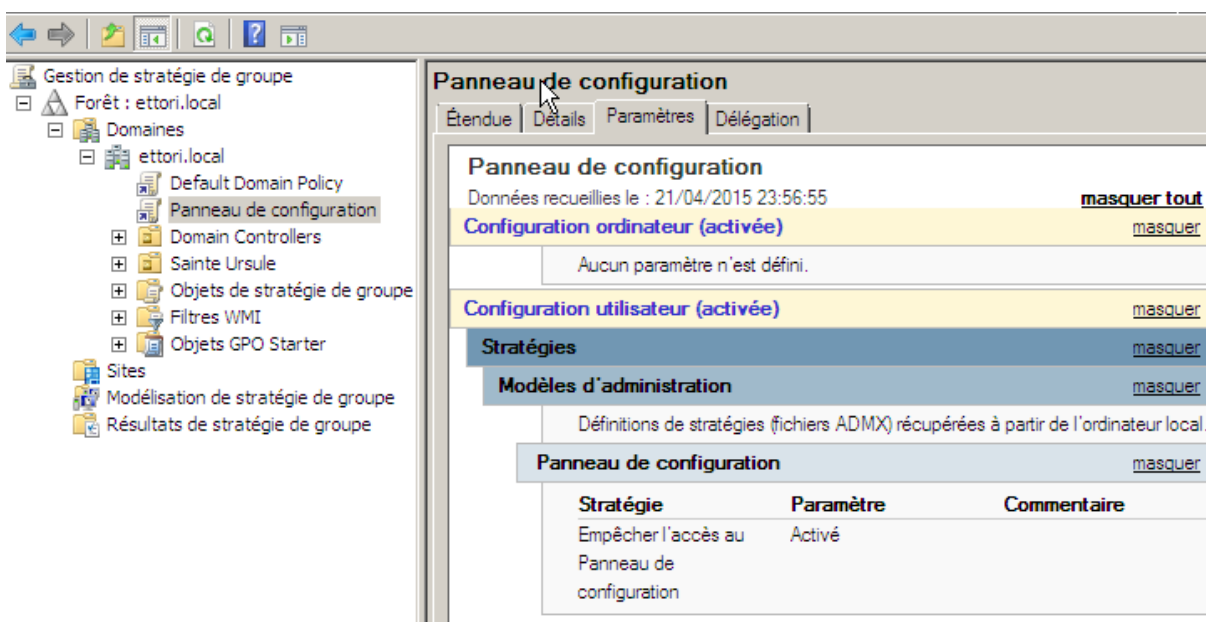 Gestion de stratégie de groupe
Forêt : ettori.local
Domaines
ettori.local
Default Domain Policy
Panneau de configuration
Domain Controllers
Sainte Ursule
Objets de stratégie de groupe
Filtres WMI
Objets GPO Starter
Sites
Modélisation de stratégie de groupe
Résultats de stratégie de groupe
Panneau de configuration
Étendue Détails Paramètres Délégation
Panneau de configuration
Données recueillies le : 21/04/2015 23:56:55 masquer tout
Configuration ordinateur (activée) masquer
Aucun paramètre n'est défini.
Configuration utilisateur (activée) masquer
Stratégies masquer
Modèles d'administration masquer
Définitions de stratégies (fichiers ADMX) récupérées à partir de l'ordinateur local.
Panneau de configuration masquer
Stratégie Paramètre Commentaire
Empêcher l'accès au Activé
Panneau de
configuration